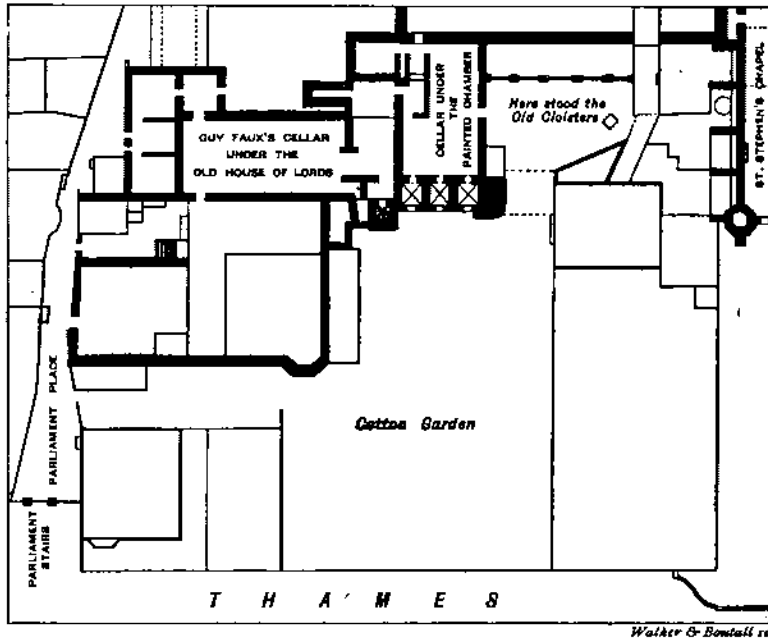 GUY FAUX'S CELLAR
UNDER THE
OLD HOUSE OF LORDS
CELLAR UNDER
THE
PAINTED CHAMBER
Here stood the
Old Cloisters
ST. STEPHEN'S CHAPEL
PARLIAMENT PLACE
Cotton Garden
PARLIAMENT
STAIRS
THAMES
Walker & Boutall